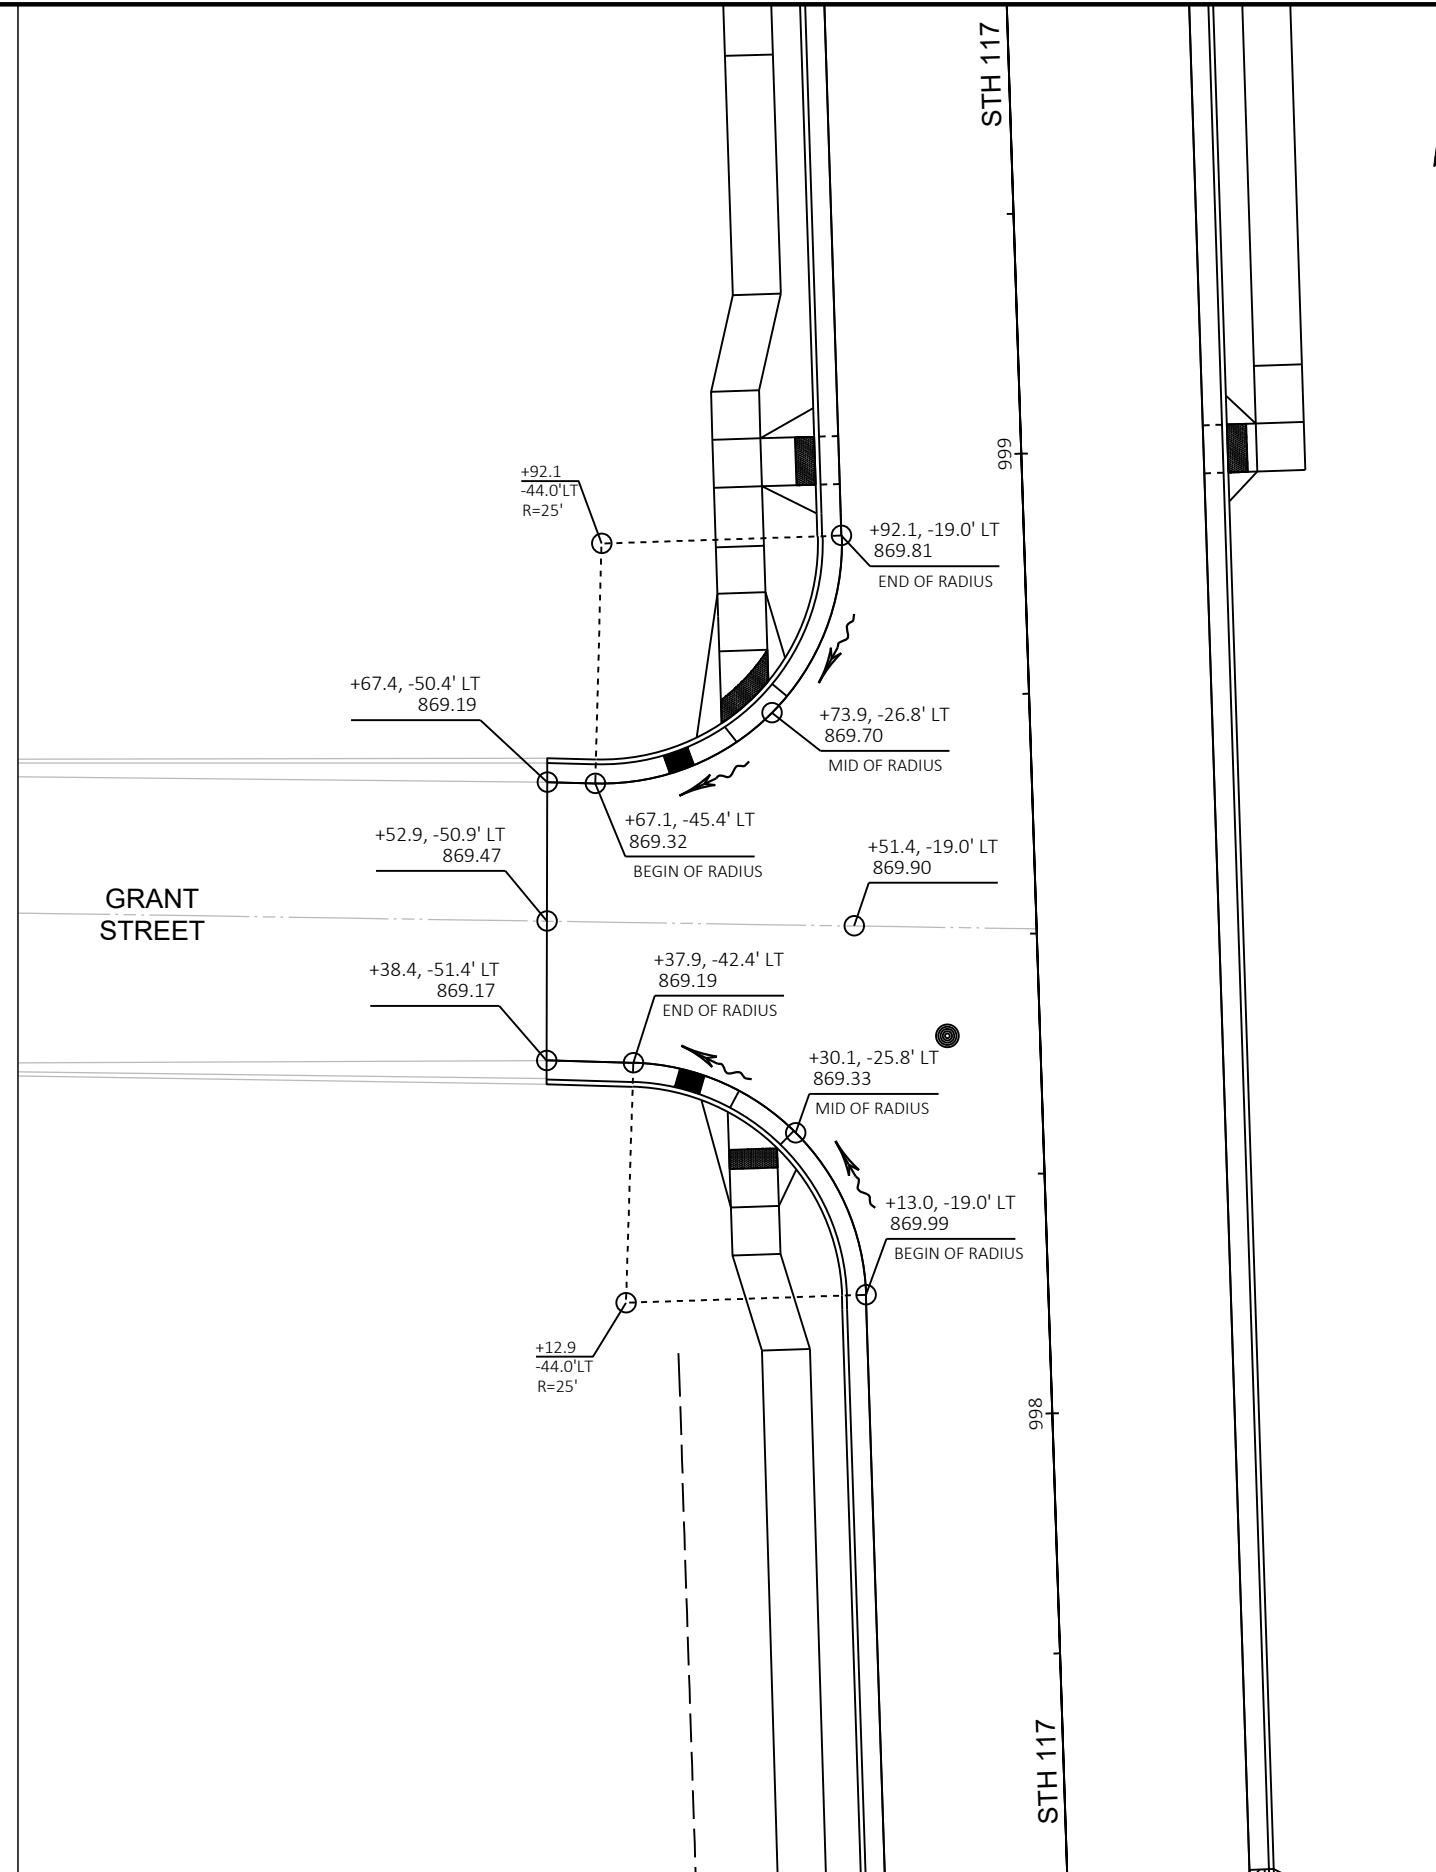 STH 117
999
+92.1
-44.0'LT
R=25'
+92.1, -19.0' LT
869.81
END OF RADIUS
+67.4, -50.4' LT
869.19
+73.9, -26.8' LT
869.70
MID OF RADIUS
+67.1, -45.4' LT
869.32
BEGIN OF RADIUS
+52.9, -50.9' LT
869.47
+51.4, -19.0' LT
869.90
GRANT
STREET
+38.4, -51.4' LT
869.17
+37.9, -42.4' LT
869.19
END OF RADIUS
+30.1, -25.8' LT
869.33
MID OF RADIUS
+13.0, -19.0' LT
869.99
BEGIN OF RADIUS
+12.9
-44.0'LT
R=25'
998
STH 117